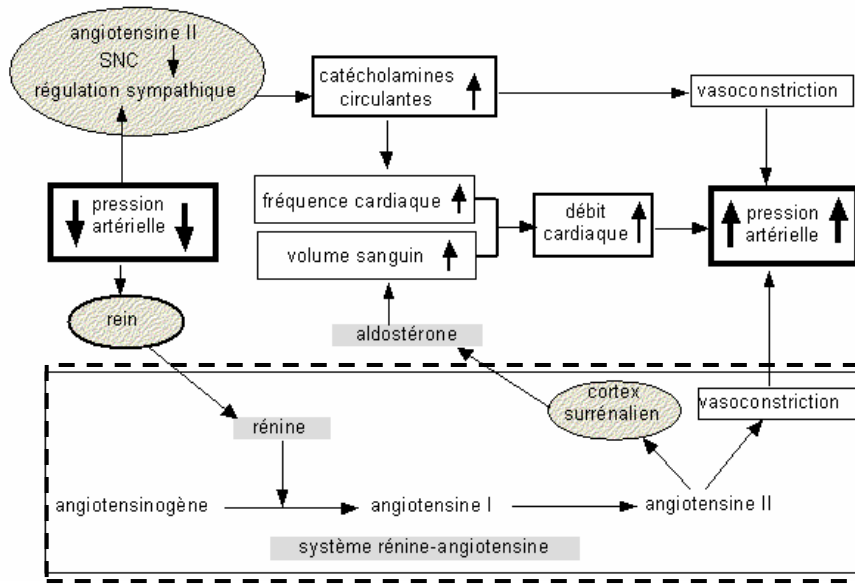 angiotensine II
SNC
régulation sympathique
catécholamines
circulantes
vasoconstriction
pression
artérielle
fréquence cardiaque
volume sanguin
débit
cardiaque
pression
artérielle
rein
aldostérone
cortex
surrénalien
vasoconstriction
rénine
angiotensinogène
angiotensine I
angiotensine II
système rénine-angiotensine